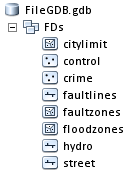 FileGDB.gdb
FDs
citylimit
control
crime
faultlines
faultzones
floodzones
hydro
street